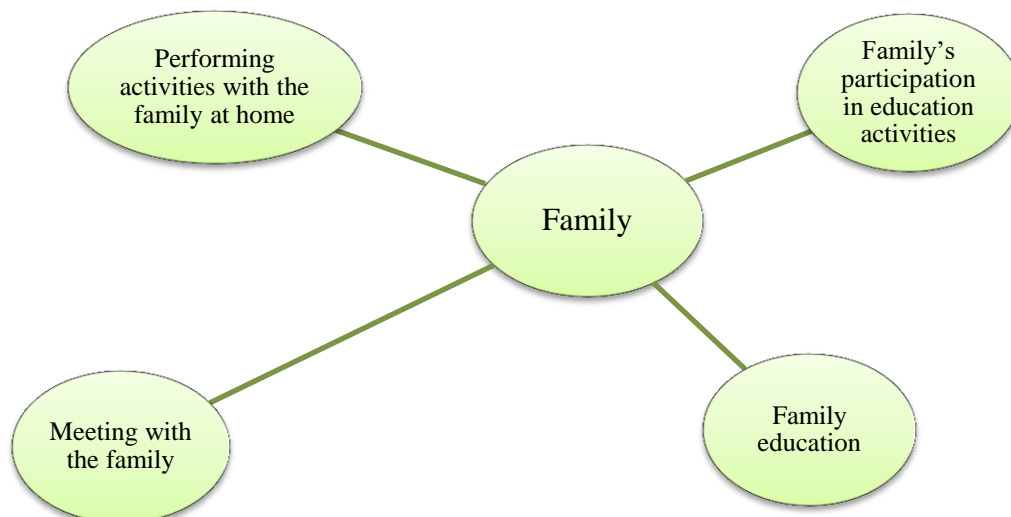 Performing
activities with the
family at home
Family’s
participation
in education
activities
Family
Meeting with
the family
Family
education